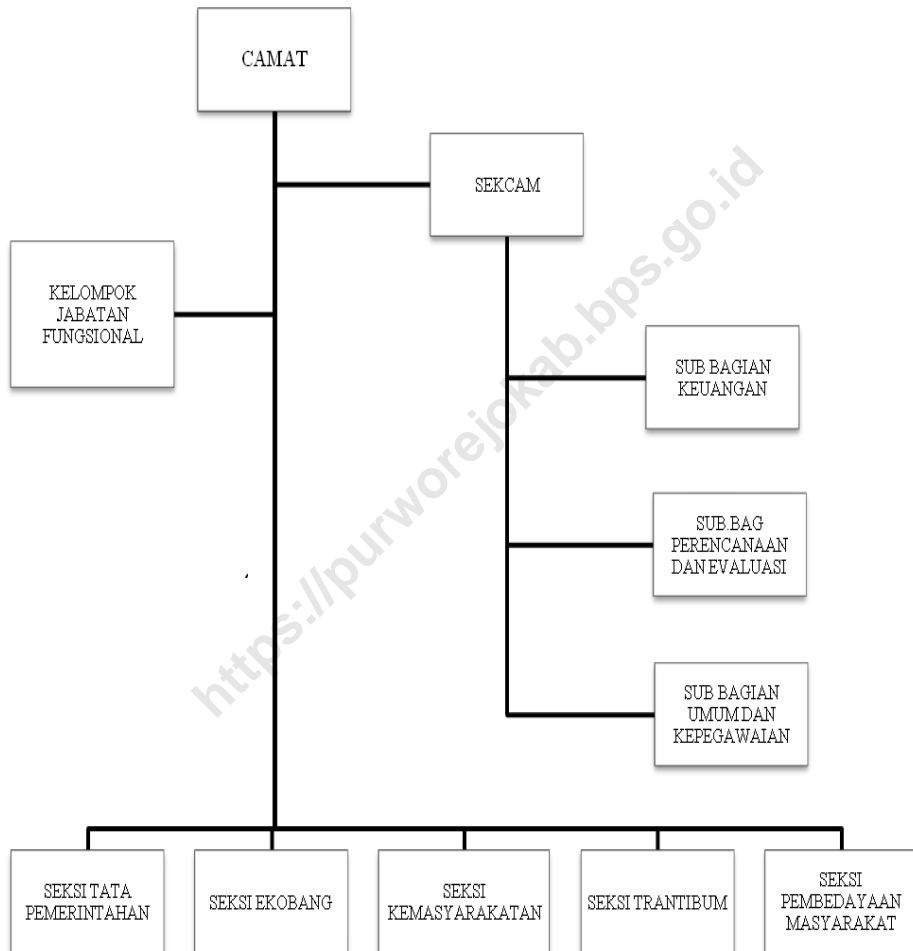 CAMAT
SEKCAM
KELOMPOK
JABATAN
FUNGSIONAL
SUB BAGIAN
KEUANGAN
SUB.BAG
PERENCANAAN
DAN EVALUASI
SUB BAGIAN
UMUM DAN
KEPEGAWAIAN
SEKSI TATA
PEMERINTAHAN
SEKSI EKOBANG
SEKSI
KEMASYARAKATAN
SEKSI TRANTIBUM
SEKSI
PEMBEDAYAAN
MASYARAKAT
https://purworejokab.bps.go.id